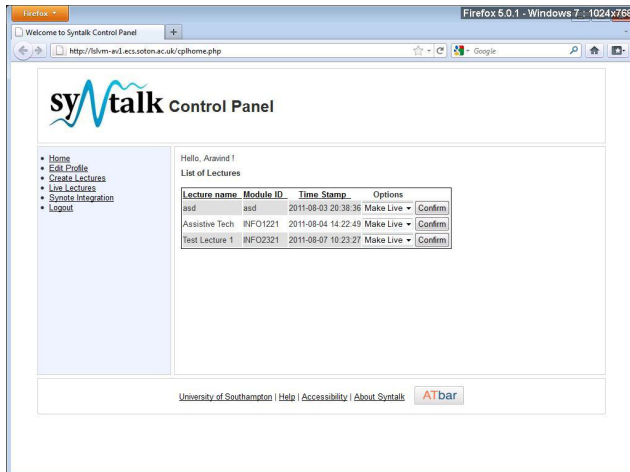 Firefox
Firefox 5.0.1 - Windows 7 : 1024x768
Welcome to Syntalk Control Panel
http://lslvm-av1.ecs.soton.ac.uk/cplhome.php
Google
syNtalk Control Panel
Home
Edit Profile
Create Lectures
Live Lectures
Synote Integration
Logout
Hello, Aravind !
List of Lectures
Lecture name Module ID Time Stamp Options
asd asd 2011-08-03 20:38:36 Make Live Confirm
Assistive Tech INFO1221 2011-08-04 14:22:49 Make Live Confirm
Test Lecture 1 INFO2321 2011-08-07 10:23:27 Make Live Confirm
University of Southampton | Help | Accessibility | About Syntalk ATbar